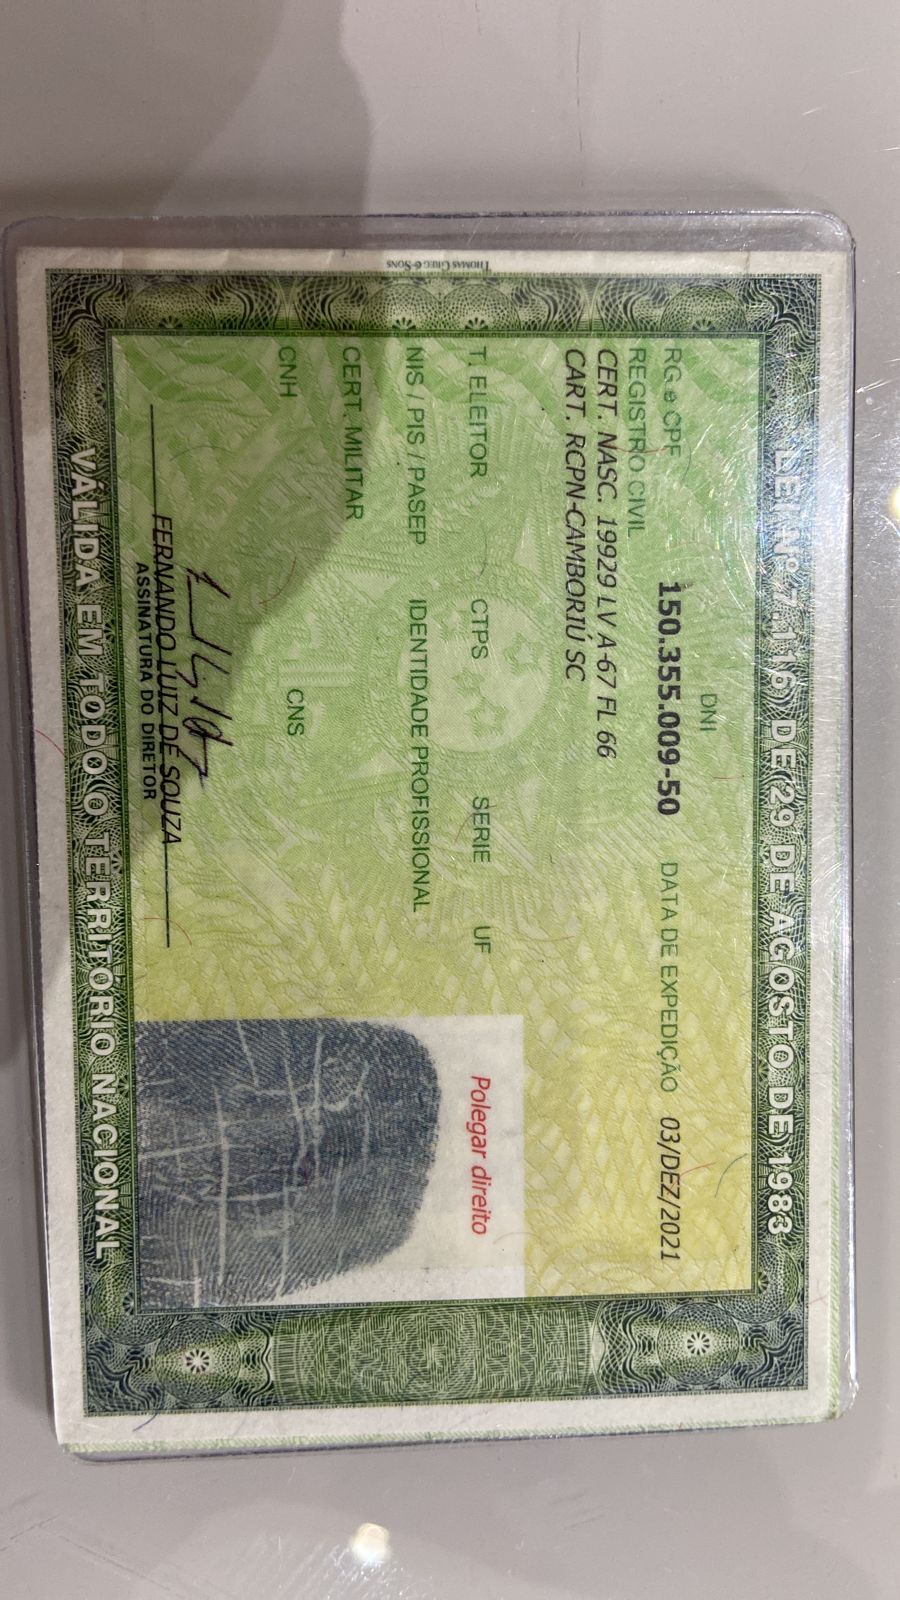 LEI Nº 7.116 DE 29 DE AGOSTO DE 1983
DNI
RG e CPF 150.355.009-50 DATA DE EXPEDIÇÃO 03/DEZ/2021
REGISTRO CIVIL
CERT. NASC. 19929 LV A-67 FL 66
CART. RCPN-CAMBORIÚ SC
T. ELEITOR CTPS SERIE UF
NIS / PIS / PASEP IDENTIDADE PROFISSIONAL
CERT. MILITAR
CNH CNS
Polegar direito
FERNANDO LUIZ DE SOUZA
ASSINATURA DO DIRETOR
VÁLIDA EM TODO O TERRITÓRIO NACIONAL
THOMAS GREG & SONS